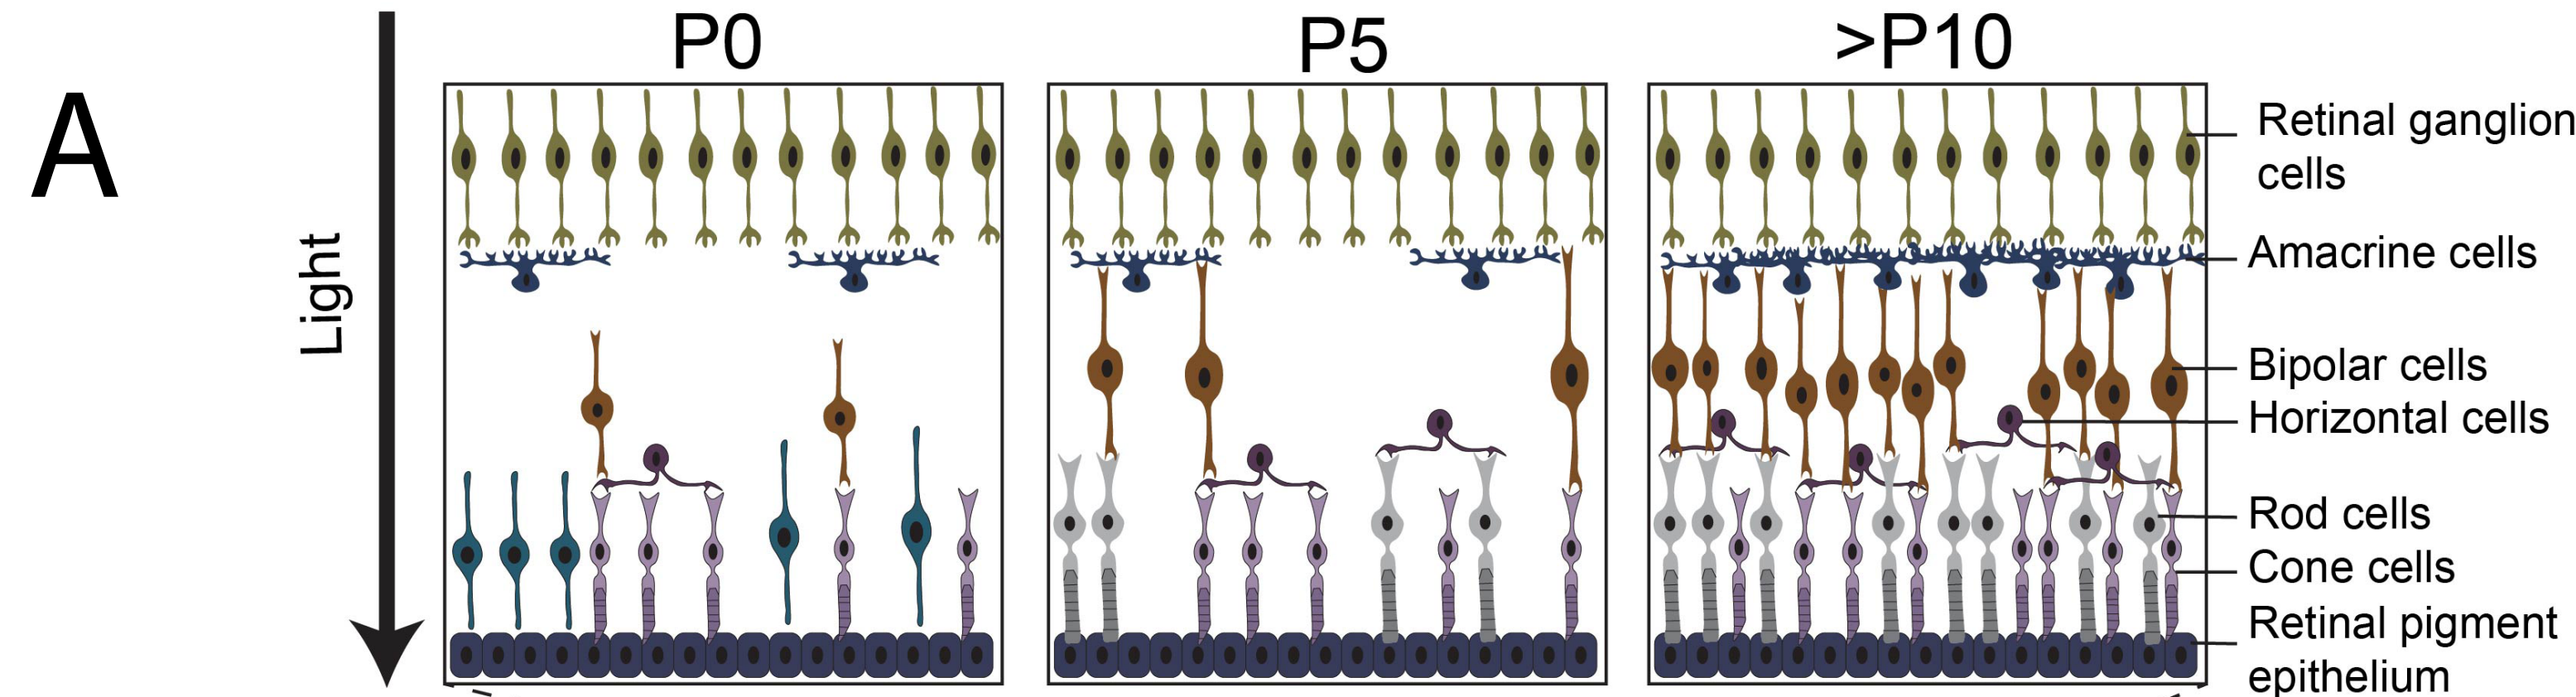 A
Light
P0
P5
>P10
Retinal ganglion
cells
Amacrine cells
Bipolar cells
Horizontal cells
Rod cells
Cone cells
Retinal pigment
epithelium